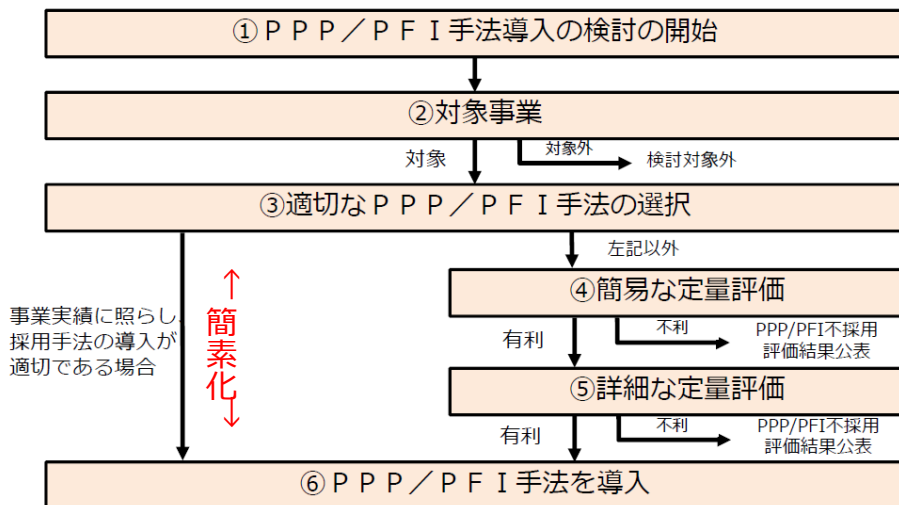 ①ＰＰＰ／ＰＦＩ手法導入の検討の開始
②対象事業
対象
対象外
検討対象外
③適切なＰＰＰ／ＰＦＩ手法の選択
左記以外
事業実績に照らし、
採用手法の導入が
適切である場合
←簡素化→
④簡易な定量評価
有利
不利
PPP/PFI不採用
評価結果公表
⑤詳細な定量評価
有利
不利
PPP/PFI不採用
評価結果公表
⑥ＰＰＰ／ＰＦＩ手法を導入